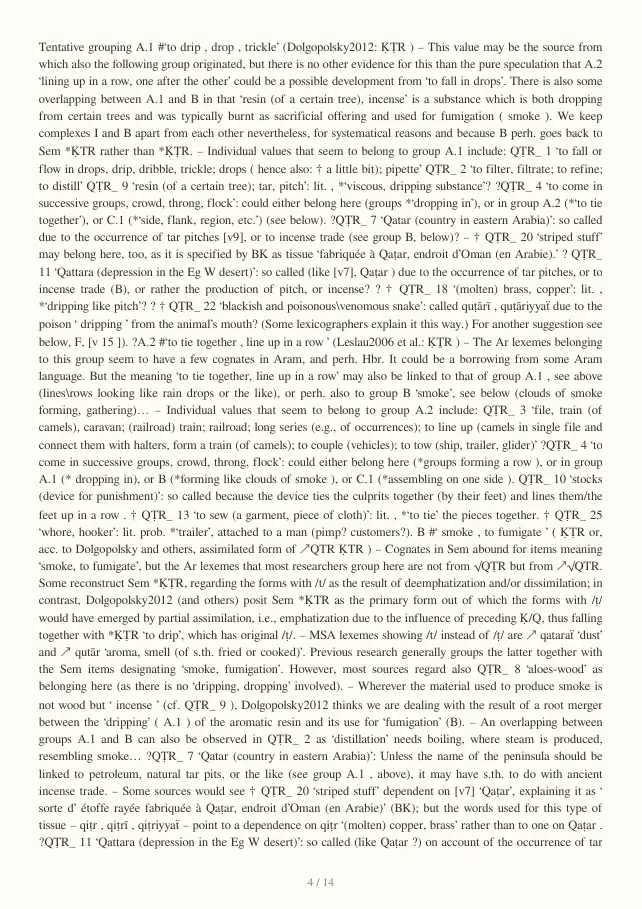 Tentative grouping A.1 #‘to drip , drop , trickle’ (Dolgopolsky2012: ḲṬR ) – This value may be the source from
which also the following group originated, but there is no other evidence for this than the pure speculation that A.2
‘lining up in a row, one after the other’ could be a possible development from ‘to fall in drops’. There is also some
overlapping between A.1 and B in that ‘resin (of a certain tree), incense’ is a substance which is both dropping
from certain trees and was typically burnt as sacrificial offering and used for fumigation ( smoke ). We keep
complexes I and B apart from each other nevertheless, for systematical reasons and because B perh. goes back to
Sem *ḲTR rather than *ḲṬR. – Individual values that seem to belong to group A.1 include: QṬR_ 1 ‘to fall or
flow in drops, drip, dribble, trickle; drops ( hence also: † a little bit); pipette’ QṬR_ 2 ‘to filter, filtrate; to refine;
to distill’ QṬR_ 9 ‘resin (of a certain tree); tar, pitch’: lit. , *‘viscous, dripping substance’? ?QṬR_ 4 ‘to come in
successive groups, crowd, throng, flock’: could either belong here (groups *‘dropping in’), or in group A.2 (*‘to tie
together’), or C.1 (*‘side, flank, region, etc.’) (see below). ?QṬR_ 7 ‘Qatar (country in eastern Arabia)’: so called
due to the occurrence of tar pitches [v9], or to incense trade (see group B, below)? – † QṬR_ 20 ‘striped stuff’
may belong here, too, as it is specified by BK as tissue ‘fabriquée à Qaṭar, endroit d’Oman (en Arabie).’ ? QṬR_
11 ‘Qattara (depression in the Eg W desert)’: so called (like [v7], Qaṭar ) due to the occurrence of tar pitches, or to
incense trade (B), or rather the production of pitch, or incense? ? † QṬR_ 18 ‘(molten) brass, copper’: lit. ,
*‘dripping like pitch’? ? † QṬR_ 22 ‘blackish and poisonous\venomous snake’: called quṭārī , quṭāriyyaẗ due to the
poison ‘ dripping ’ from the animal’s mouth? (Some lexicographers explain it this way.) For another suggestion see
below, F, [v 15 ]). ?A.2 #‘to tie together , line up in a row ’ (Leslau2006 et al.: ḲṬR ) – The Ar lexemes belonging
to this group seem to have a few cognates in Aram, and perh. Hbr. It could be a borrowing from some Aram
language. But the meaning ‘to tie together, line up in a row’ may also be linked to that of group A.1 , see above
(lines\rows looking like rain drops or the like), or perh. also to group B ‘smoke’, see below (clouds of smoke
forming, gathering)… – Individual values that seem to belong to group A.2 include: QṬR_ 3 ‘file, train (of
camels), caravan; (railroad) train; railroad; long series (e.g., of occurrences); to line up (camels in single file and
connect them with halters, form a train (of camels); to couple (vehicles); to tow (ship, trailer, glider)’ ?QṬR_ 4 ‘to
come in successive groups, crowd, throng, flock’: could either belong here (*groups forming a row ), or in group
A.1 (* dropping in), or B (*forming like clouds of smoke ), or C.1 (*assembling on one side ). QṬR_ 10 ‘stocks
(device for punishment)’: so called because the device ties the culprits together (by their feet) and lines them/the
feet up in a row . † QṬR_ 13 ‘to sew (a garment, piece of cloth)’: lit. , *‘to tie’ the pieces together. † QṬR_ 25
‘whore, hooker’: lit. prob. *‘trailer’, attached to a man (pimp? customers?). B #‘ smoke , to fumigate ’ ( ḲṬR or,
acc. to Dolgopolsky and others, assimilated form of ↗QTR ḲTR ) – Cognates in Sem abound for items meaning
‘smoke, to fumigate’, but the Ar lexemes that most researchers group here are not from √QṬR but from ↗√QTR.
Some reconstruct Sem *ḲṬR, regarding the forms with /t/ as the result of deemphatization and/or dissimilation; in
contrast, Dolgopolsky2012 (and others) posit Sem *ḲTR as the primary form out of which the forms with /ṭ/
would have emerged by partial assimilation, i.e., emphatization due to the influence of preceding Ḳ/Q, thus falling
together with *ḲṬR ‘to drip’, which has original /ṭ/. – MSA lexemes showing /t/ instead of /ṭ/ are ↗ qataraẗ ‘dust’
and ↗ qutār ‘aroma, smell (of s.th. fried or cooked)’. Previous research generally groups the latter together with
the Sem items designating ‘smoke, fumigation’. However, most sources regard also QṬR_ 8 ‘aloes-wood’ as
belonging here (as there is no ‘dripping, dropping’ involved). – Wherever the material used to produce smoke is
not wood but ‘ incense ’ (cf. QṬR_ 9 ), Dolgopolsky2012 thinks we are dealing with the result of a root merger
between the ‘dripping’ ( A.1 ) of the aromatic resin and its use for ‘fumigation’ (B). – An overlapping between
groups A.1 and B can also be observed in QṬR_ 2 as ‘distillation’ needs boiling, where steam is produced,
resembling smoke… ?QṬR_ 7 ‘Qatar (country in eastern Arabia)’: Unless the name of the peninsula should be
linked to petroleum, natural tar pits, or the like (see group A.1 , above), it may have s.th. to do with ancient
incense trade. – Some sources would see † QṬR_ 20 ‘striped stuff’ dependent on [v7] ‘Qaṭar’, explaining it as ‘
sorte d’ étoffe rayée fabriquée à Qaṭar, endroit d’Oman (en Arabie)’ (BK); but the words used for this type of
tissue – qiṭr , qiṭrī , qiṭriyyaẗ – point to a dependence on qiṭr ‘(molten) copper, brass’ rather than to one on Qaṭar .
?QṬR_ 11 ‘Qattara (depression in the Eg W desert)’: so called (like Qaṭar ?) on account of the occurrence of tar
4 / 14